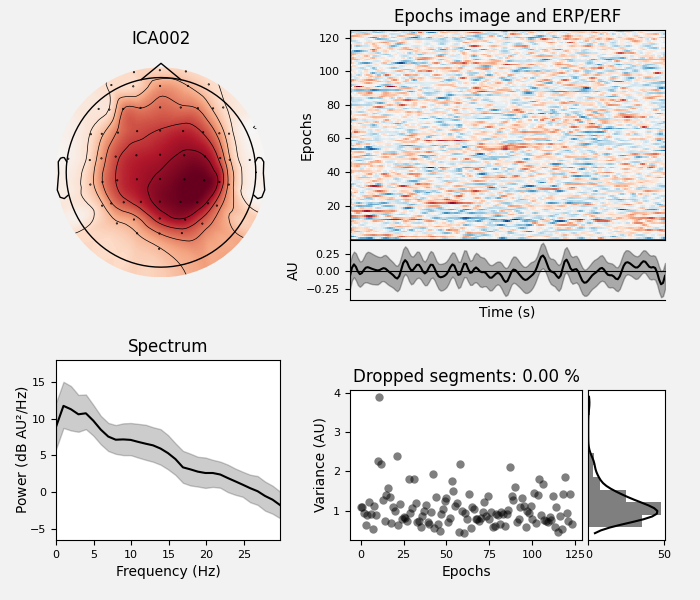 ICA002
Epochs image and ERP/ERF
120
100
80
60
40
20
Epochs
0.25
0.00
−0.25
AU
Time (s)
Spectrum
15
10
5
0
−5
Power (dB AU²/Hz)
0 5 10 15 20 25
Frequency (Hz)
Dropped segments: 0.00 %
4
3
2
1
Variance (AU)
0 25 50 75 100 125
Epochs
0 50